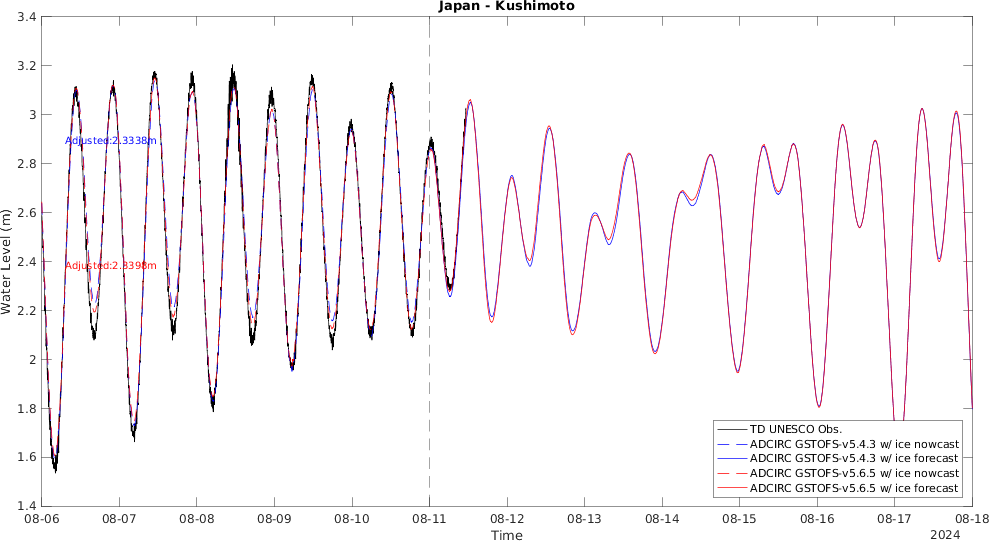 Japan - Kushimoto
3.4
3.2
3
2.8
2.6
2.4
2.2
2
1.8
1.6
1.4
Water Level (m)
Adjusted:2.3338m
Adjusted:2.3398m
TD UNESCO Obs.
ADCIRC GSTOFS-v5.4.3 w/ ice nowcast
ADCIRC GSTOFS-v5.4.3 w/ ice forecast
ADCIRC GSTOFS-v5.6.5 w/ ice nowcast
ADCIRC GSTOFS-v5.6.5 w/ ice forecast
08-06 08-07 08-08 08-09 08-10 08-11 08-12 08-13 08-14 08-15 08-16 08-17 08-18
Time
2024